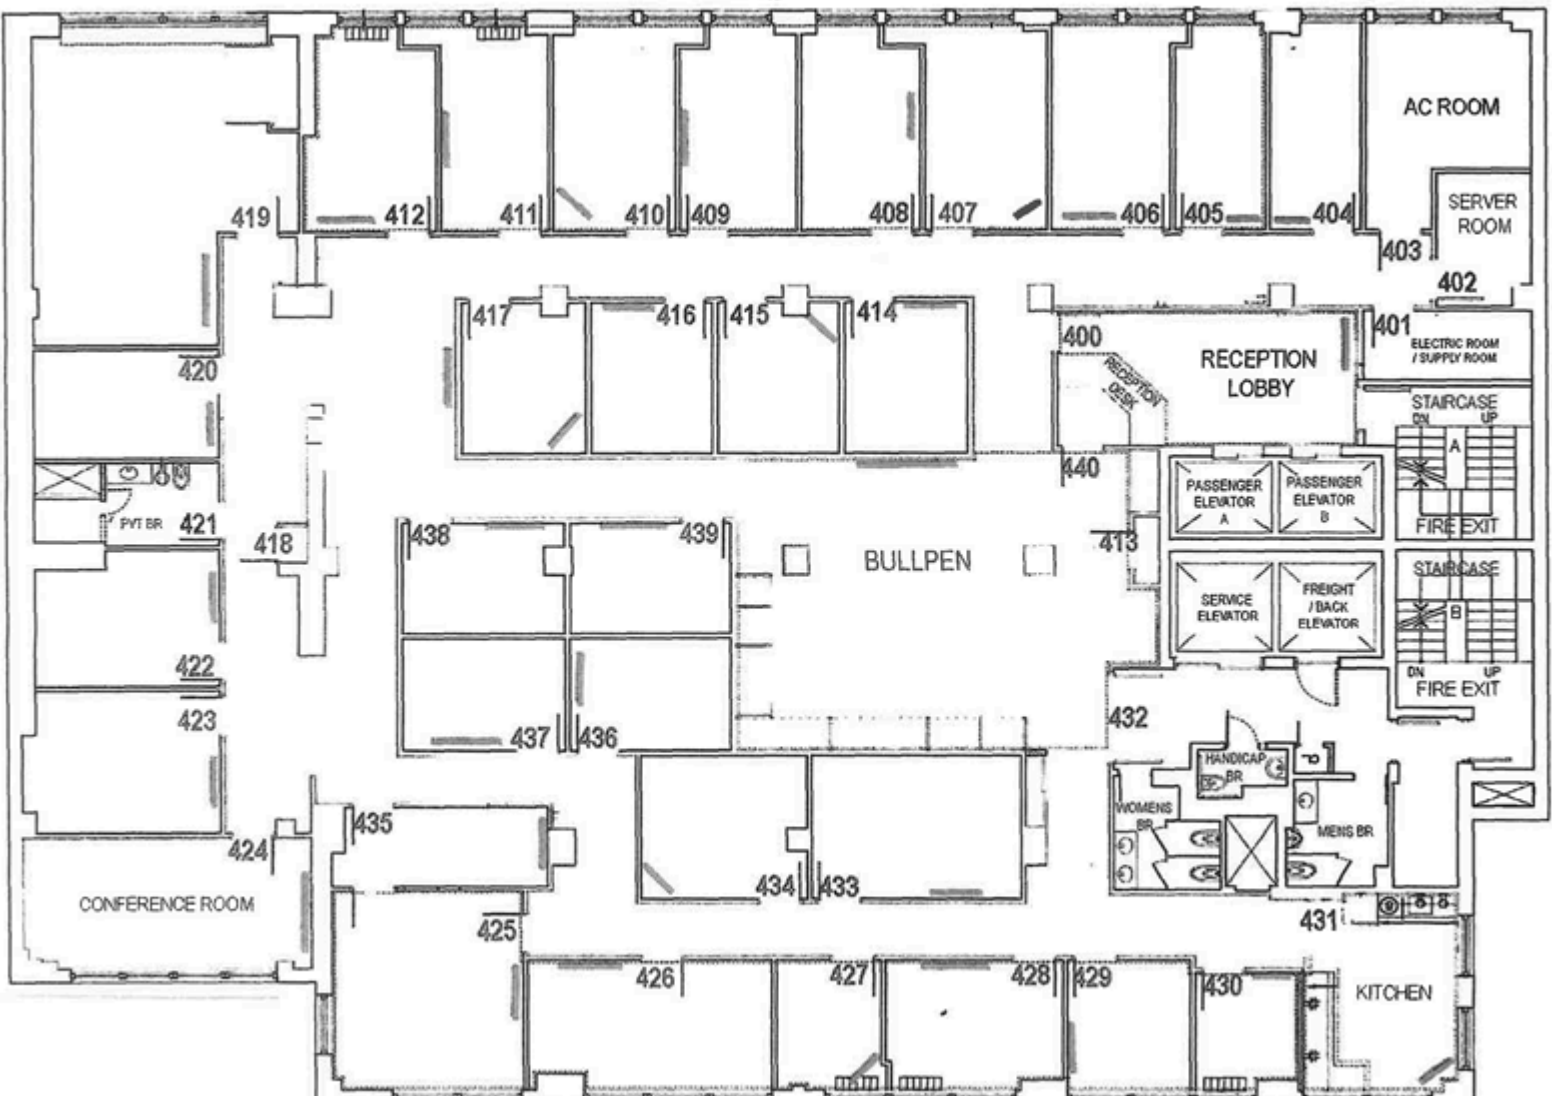 AC ROOM
SERVER
ROOM
419
412
411
410
409
408
407
406
405
404
403
402
417
416
415
414
400
RECEPTION
LOBBY
RECEPTION
DESK
401
ELECTRIC ROOM
/ SUPPLY ROOM
420
STAIRCASE
DN
UP
A
FIRE EXIT
440
PASSENGER
ELEVATOR
A
PASSENGER
ELEVATOR
B
PVT BR
421
418
438
439
BULLPEN
413
SERVICE
ELEVATOR
FREIGHT
/ BACK
ELEVATOR
STAIRCASE
B
DN
UP
FIRE EXIT
422
423
437
436
432
HANDICAP
BR
WOMENS
BR
MENS BR
435
424
CONFERENCE ROOM
434
433
425
431
426
427
428
429
430
KITCHEN